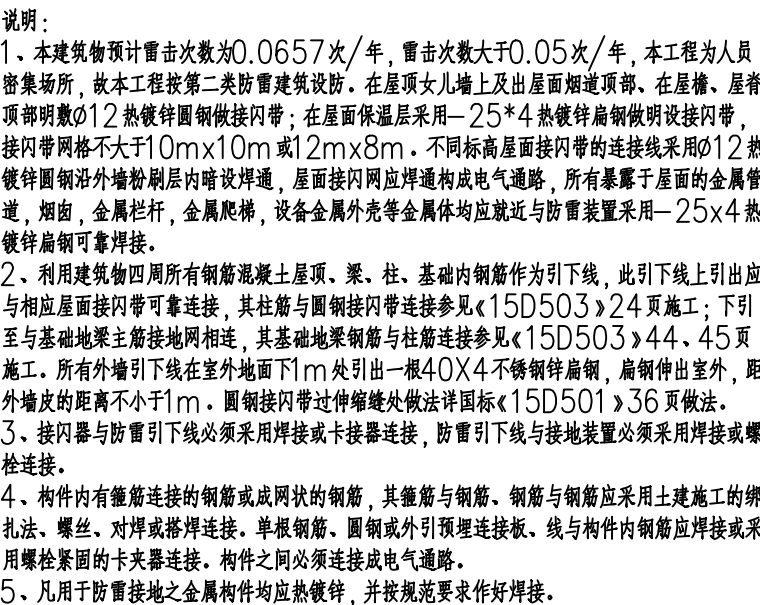 说明：
1、本建筑物预计雷击次数为0.0657次/年，雷击次数大于0.05次/年，本工程为人员
密集场所，故本工程按第二类防雷建筑设防。在屋顶女儿墙上及出屋面烟道顶部、在屋檐、屋脊
顶部明敷Ø12热镀锌圆钢做接闪带；在屋面保温层采用—25*4热镀锌扁钢做明设接闪带，
接闪带网格不大于10mx10m或12mx8m。不同标高屋面接闪带的连接线采用Ø12热
镀锌圆钢沿外墙粉刷层内暗设焊通，屋面接闪网应焊通构成电气通路，所有暴露于屋面的金属管
道，烟囱，金属栏杆，金属爬梯，设备金属外壳等金属体均应就近与防雷装置采用—25x4热
镀锌扁钢可靠焊接。
2、利用建筑物四周所有钢筋混凝土屋顶、梁、柱、基础内钢筋作为引下线，此引下线上引出应
与相应屋面接闪带可靠连接，其柱筋与圆钢接闪带连接参见《15D503》24页施工；下引
至与基础地梁主筋接地网相连，其基础地梁钢筋与柱筋连接参见《15D503》44、45页
施工。所有外墙引下线在室外地面下1m处引出一根40X4不锈钢锌扁钢，扁钢伸出室外，距
外墙皮的距离不小于1m。圆钢接闪带过伸缩缝处做法详国标《15D501》36页做法。
3、接闪器与防雷引下线必须采用焊接或卡接器连接，防雷引下线与接地装置必须采用焊接或螺
栓连接。
4、构件内有箍筋连接的钢筋或成网状的钢筋，其箍筋与钢筋、钢筋与钢筋应采用土建施工的绑
扎法、螺丝、对焊或搭焊连接。单根钢筋、圆钢或外引预埋连接板、线与构件内钢筋应焊接或采
用螺栓紧固的卡夹器连接。构件之间必须连接成电气通路。
5、凡用于防雷接地之金属构件均应热镀锌，并按规范要求作好焊接。